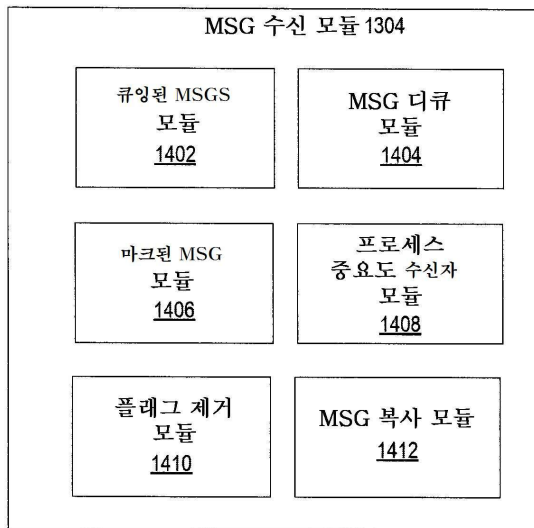 MSG 수신 모듈 1304
큐잉된 MSGS
모듈
1402
MSG 디큐
모듈
1404
마크된 MSG
모듈
1406
프로세스
중요도 수신자
모듈
1408
플래그 제거
모듈
1410
MSG 복사 모듈
1412